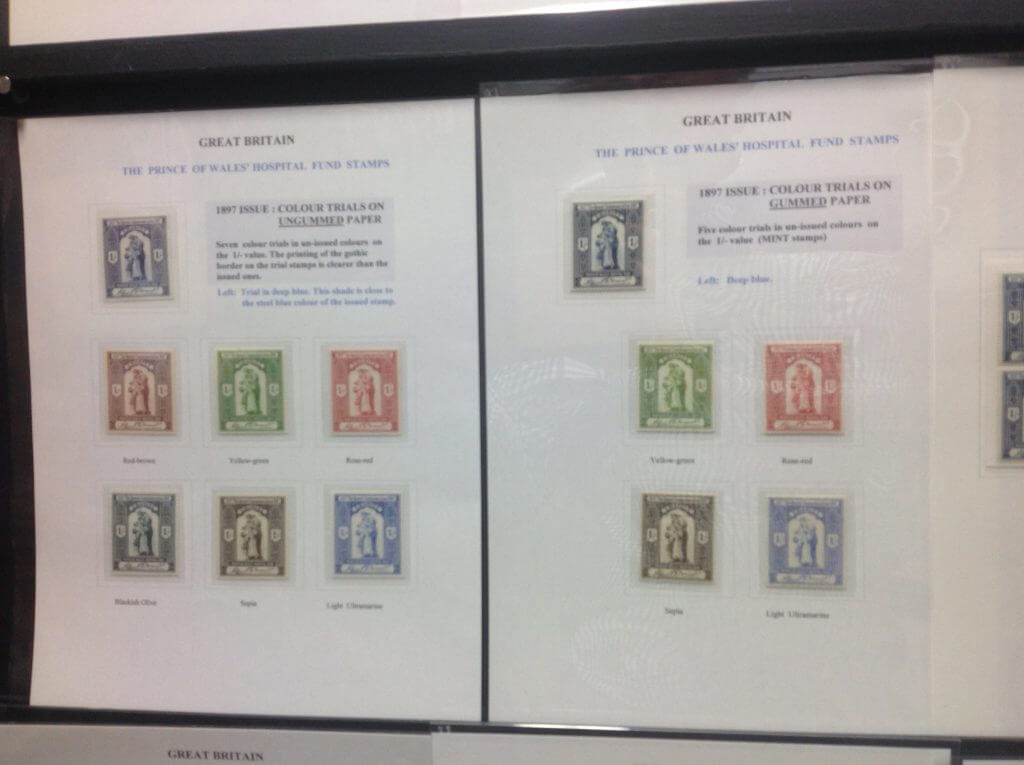 GREAT BRITAIN
THE PRINCE OF WALES' HOSPITAL FUND STAMPS
1897 ISSUE : COLOUR TRIALS ON
UNGUMMED PAPER
Seven colour trials in un-issued colours on
the 1/- value. The printing of the gothic
border on the trial stamps is clearer than the
issued ones.
Left: Trial in deep blue. This shade is close to
the steel blue colour of the issued stamp.
Red-brown
Yellow-green
Rose-red
Blackish Olive
Sepia
Light Ultramarine
GREAT BRITAIN
THE PRINCE OF WALES' HOSPITAL FUND STAMPS
1897 ISSUE : COLOUR TRIALS ON
GUMMED PAPER
Five colour trials in un-issued colours on
the 1/- value (MINT stamps)
Left: Deep blue.
Yellow-green
Rose-red
Sepia
Light Ultramarine
GREAT BRITAIN